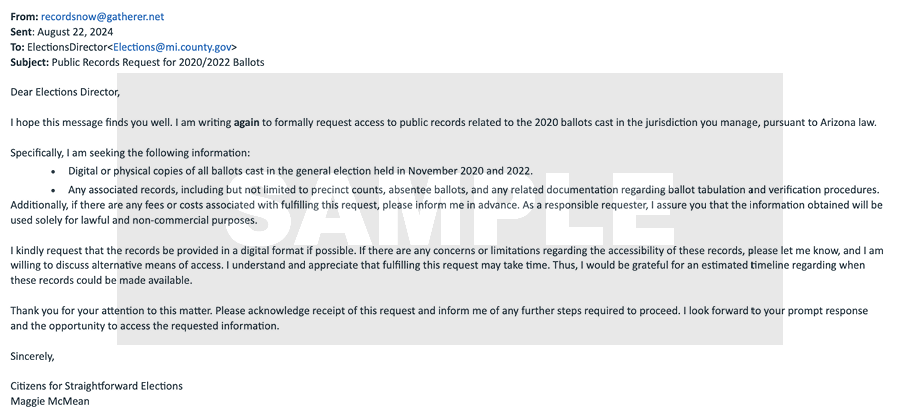 From: recordsnow@gatherer.net
Sent: August 22, 2024
To: ElectionsDirector<Elections@mi.county.gov>
Subject: Public Records Request for 2020/2022 Ballots
Dear Elections Director,
I hope this message finds you well. I am writing again to formally request access to public records related to the 2020 ballots cast in the jurisdiction you manage, pursuant to Arizona law.
Specifically, I am seeking the following information:
• Digital or physical copies of all ballots cast in the general election held in November 2020 and 2022.
• Any associated records, including but not limited to precinct counts, absentee ballots, and any related documentation regarding ballot tabulation and verification procedures.
Additionally, if there are any fees or costs associated with fulfilling this request, please inform me in advance. As a responsible requester, I assure you that the information obtained will be
used solely for lawful and non-commercial purposes.
SAMPLE
I kindly request that the records be provided in a digital format if possible. If there are any concerns or limitations regarding the accessibility of these records, please let me know, and I am
willing to discuss alternative means of access. I understand and appreciate that fulfilling this request may take time. Thus, I would be grateful for an estimated timeline regarding when
these records could be made available.
Thank you for your attention to this matter. Please acknowledge receipt of this request and inform me of any further steps required to proceed. I look forward to your prompt response
and the opportunity to access the requested information.
Sincerely,
Citizens for Straightforward Elections
Maggie McMean